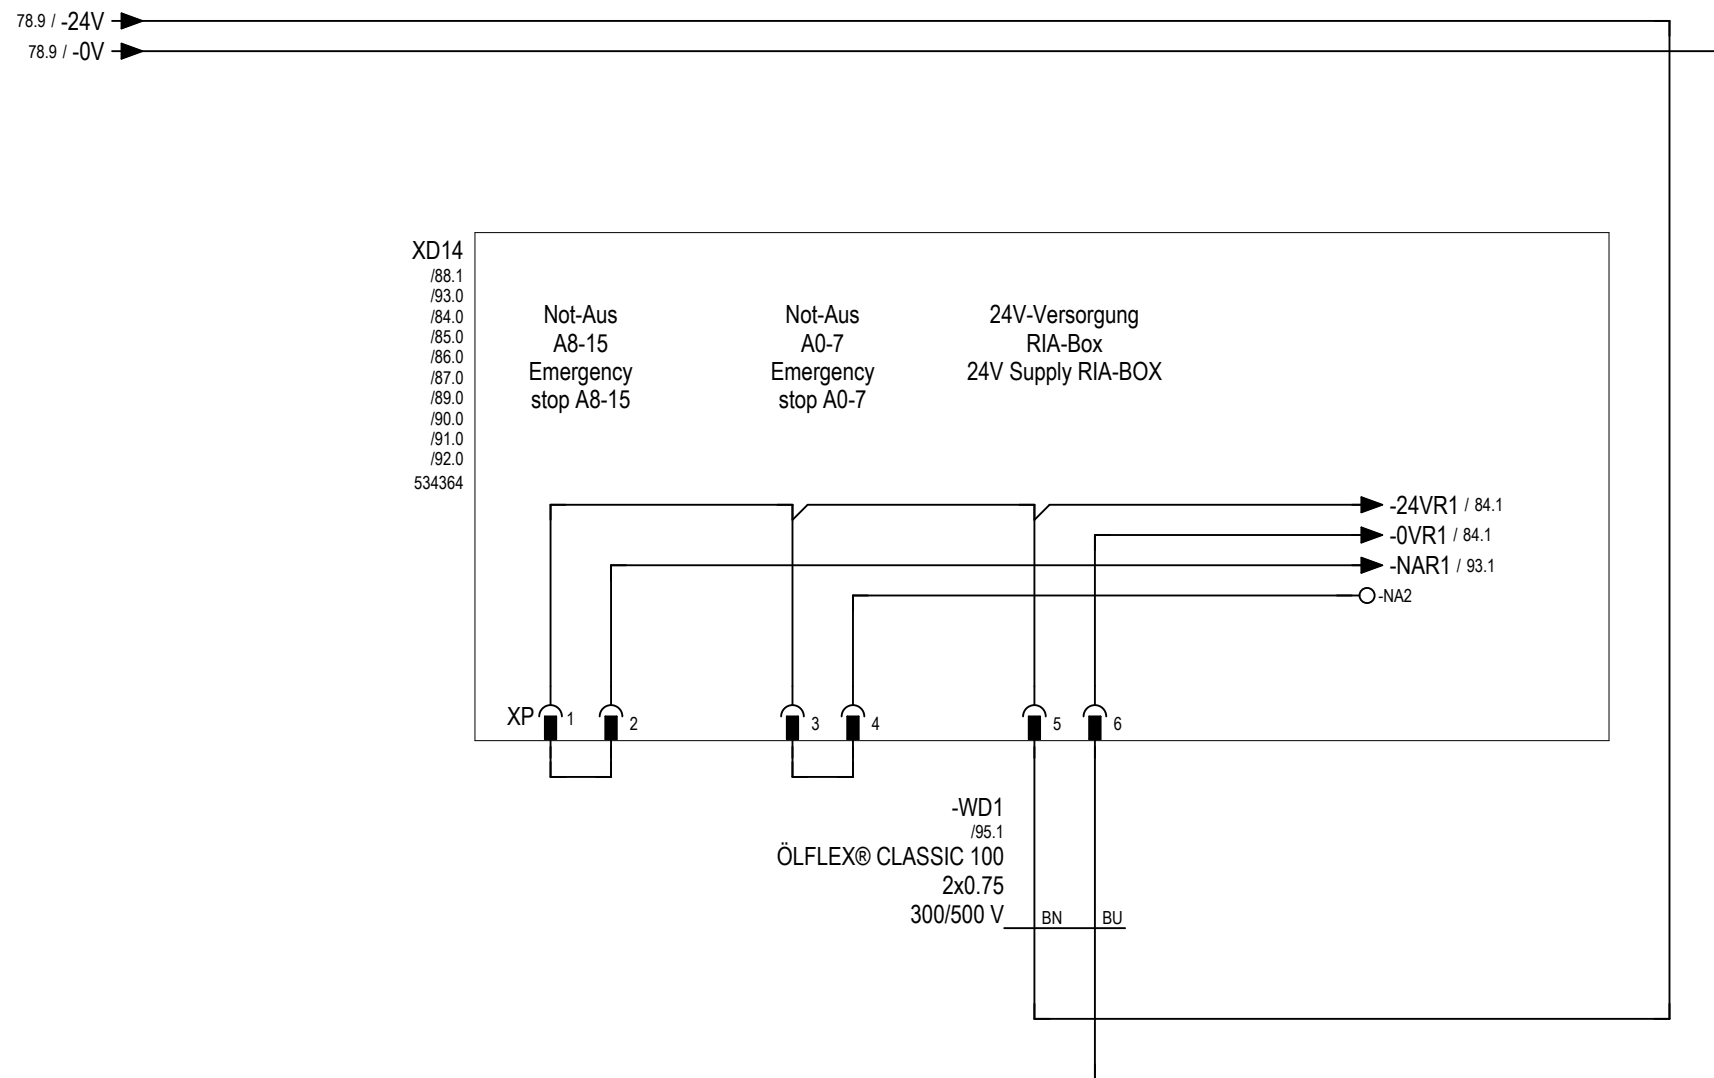 78.9 / -24V
78.9 / -0V
XD14
/88.1
/93.0
/84.0
/85.0
/86.0
/87.0
/89.0
/90.0
/91.0
/92.0
534364
Not-Aus
A8-15
Emergency
stop A8-15
Not-Aus
A0-7
Emergency
stop A0-7
24V-Versorgung
RIA-Box
24V Supply RIA-BOX
-24VR1 / 84.1
-0VR1 / 84.1
-NAR1 / 93.1
-NA2
XP 1 2 3 4 5 6
-WD1
/95.1
ÖLFLEX® CLASSIC 100
2x0.75
300/500 V BN BU